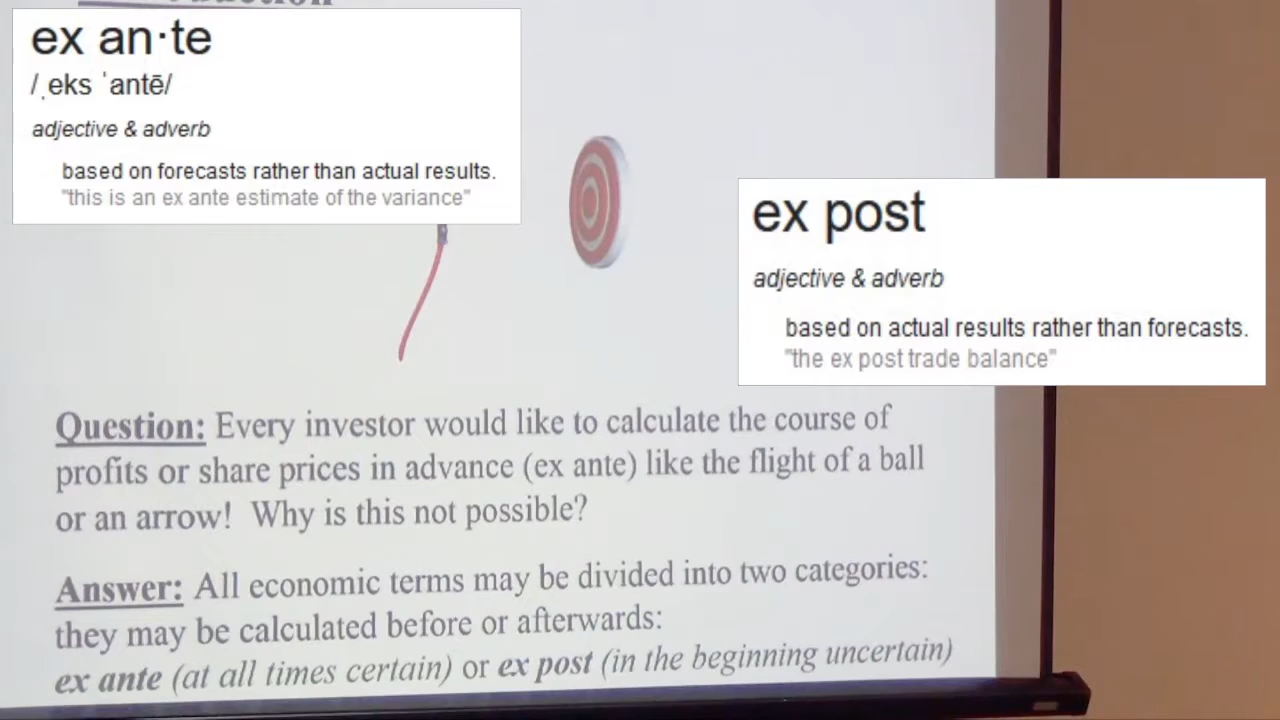 ex an·te
/ˌeks ˈantē/
adjective & adverb
based on forecasts rather than actual results.
"this is an ex ante estimate of the variance"
ex post
adjective & adverb
based on actual results rather than forecasts.
"the ex post trade balance"
Question: Every investor would like to calculate the course of
profits or share prices in advance (ex ante) like the flight of a ball
or an arrow! Why is this not possible?
Answer: All economic terms may be divided into two categories:
they may be calculated before or afterwards:
ex ante (at all times certain) or ex post (in the beginning uncertain)